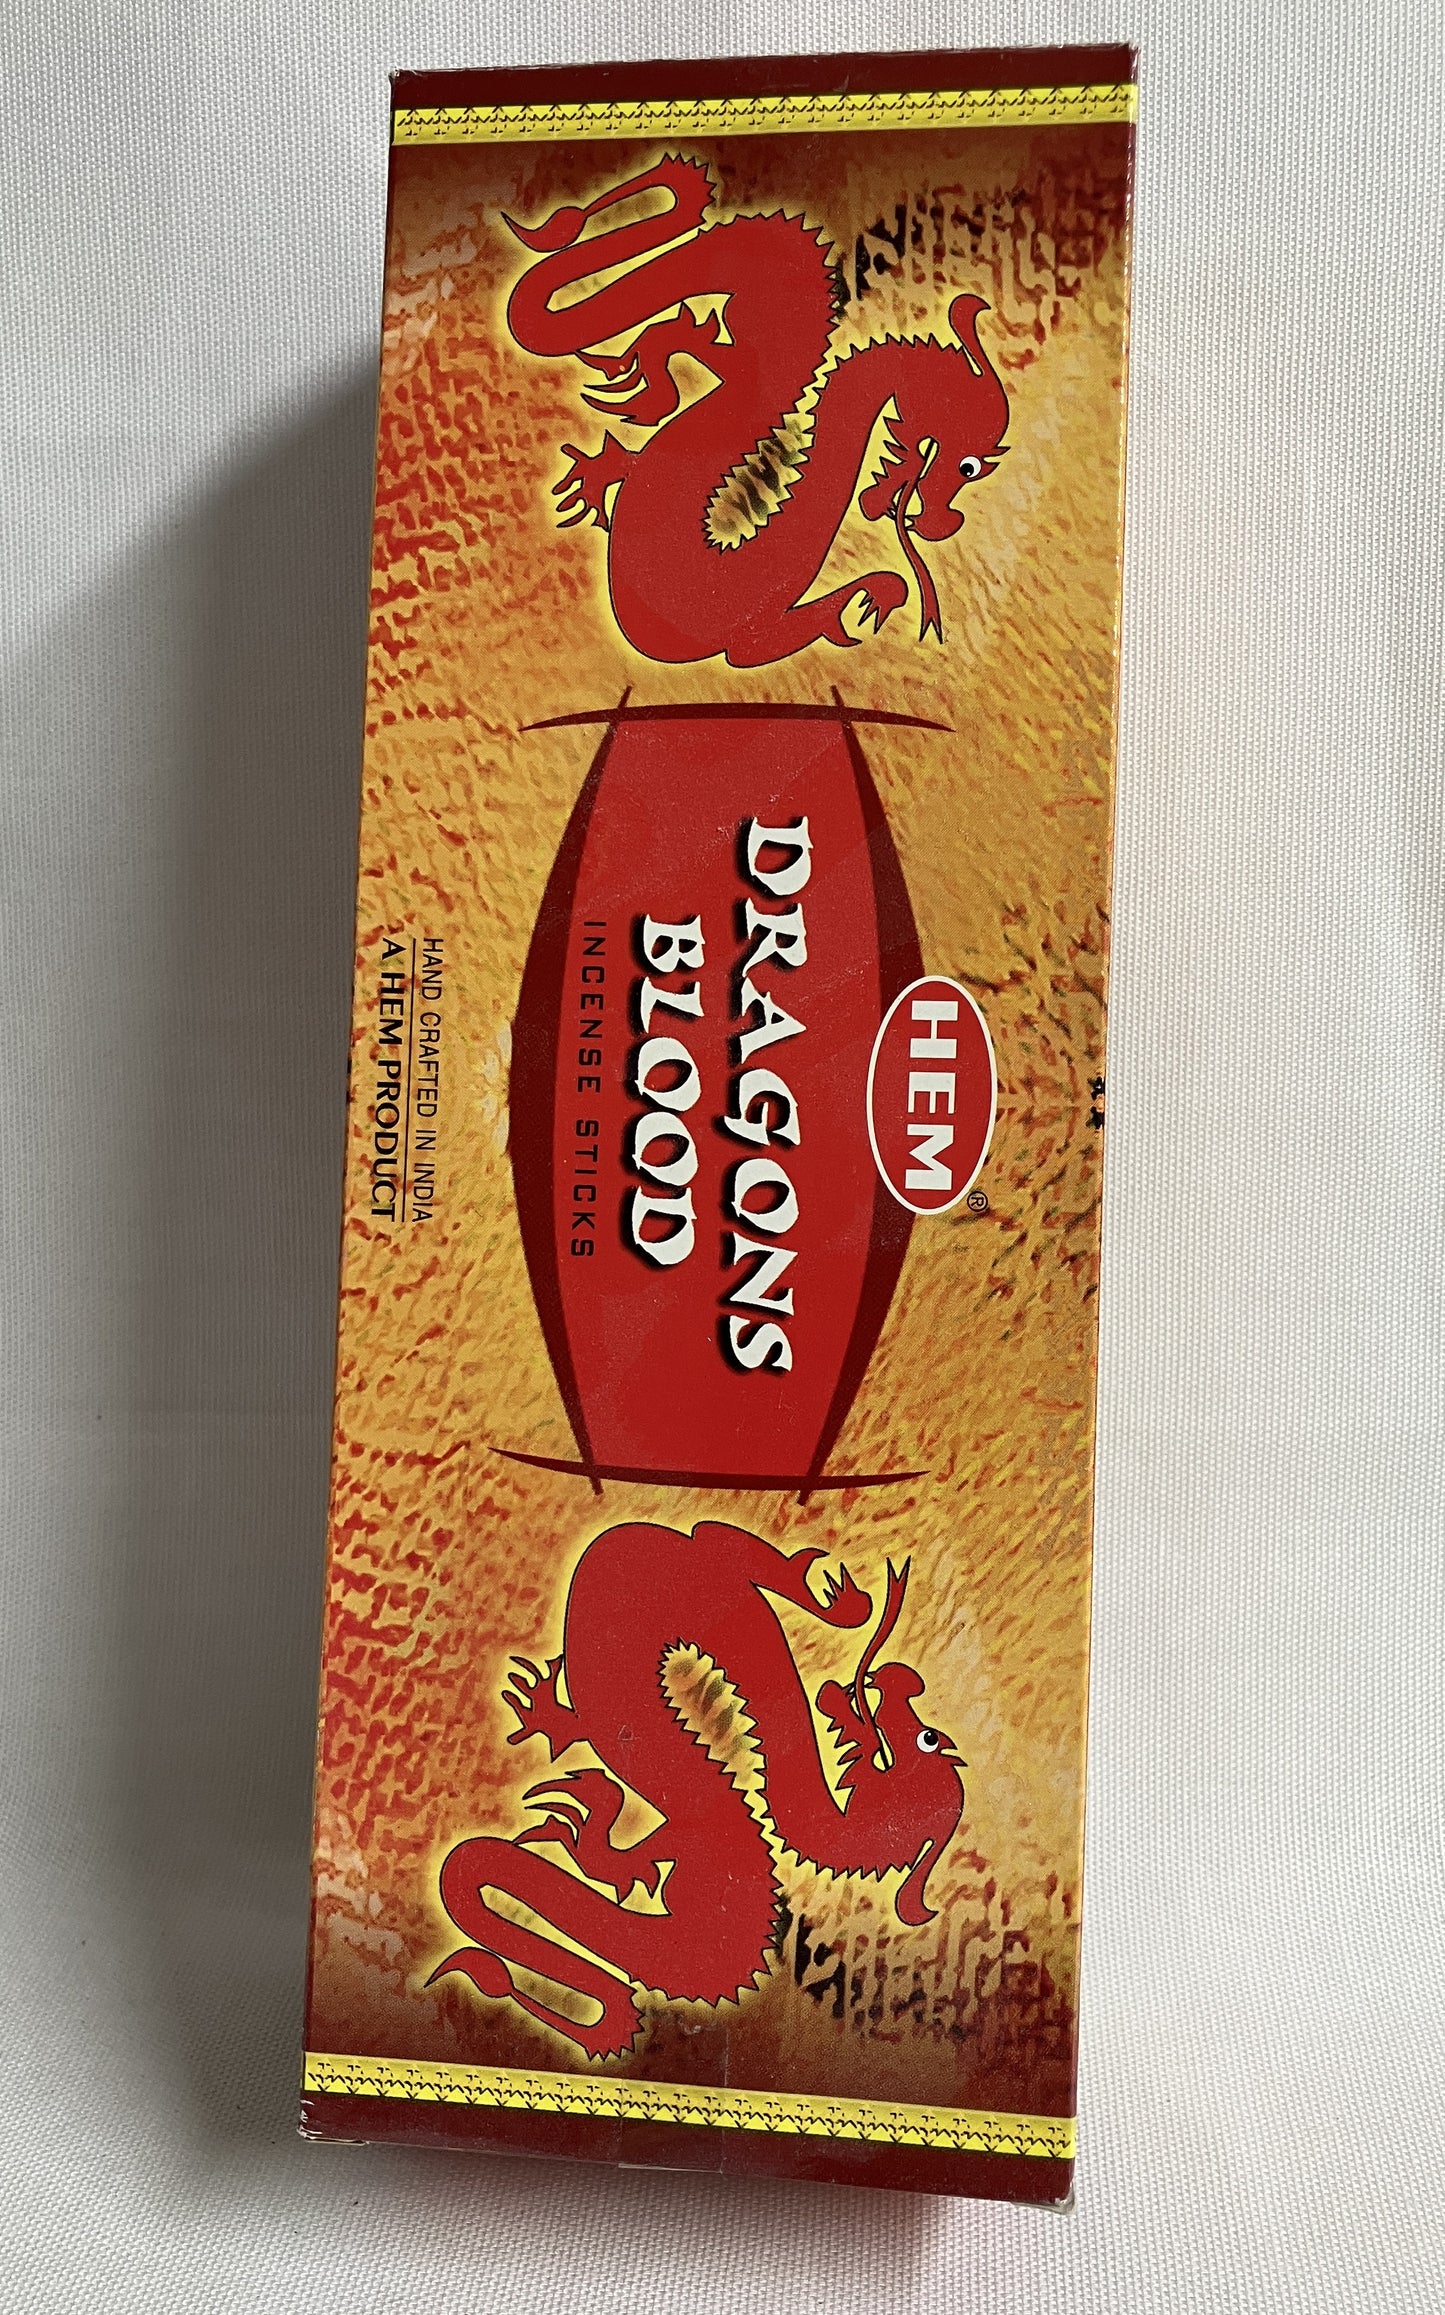 HEM®
DRAGONS
BLOOD
INCENSE STICKS
HAND CRAFTED IN INDIA
A HEM PRODUCT